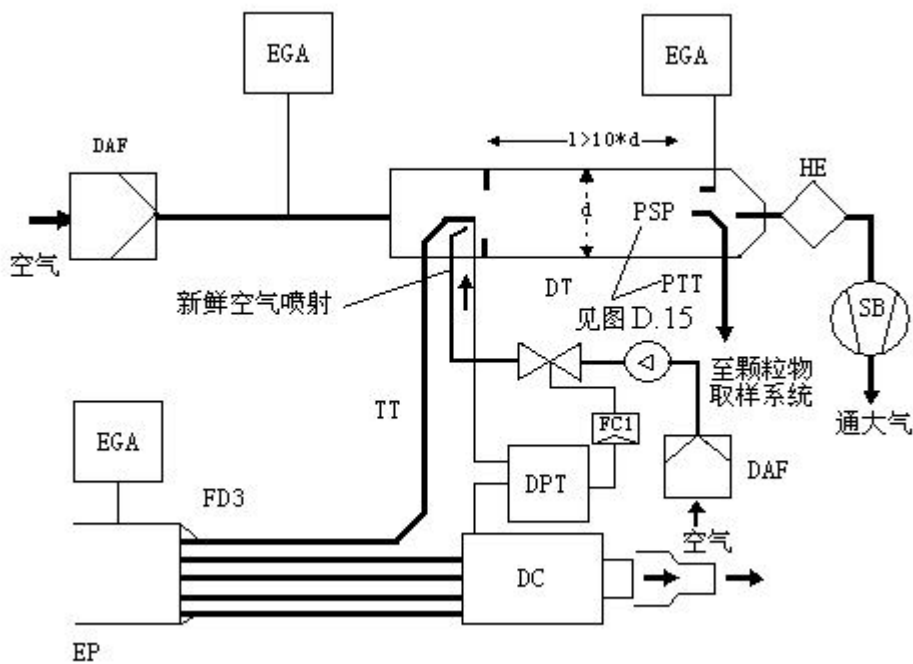 EGA
EGA
DAF
l>10*d
HE
空气
d
PSP
新鲜空气喷射
DT
PTT
见图D.15
SB
至颗粒物
取样系统
通大气
TT
FC1
EGA
DPT
DAF
FD3
空气
DC
EP